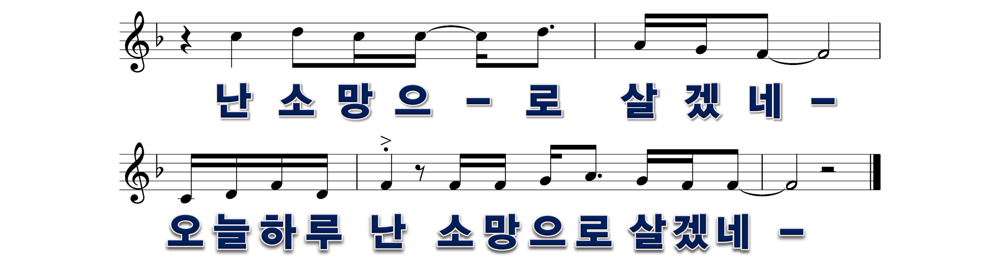 난 소 망 으 - 로 살 겠 네 -
오늘하루 난 소망으로 살겠네 -